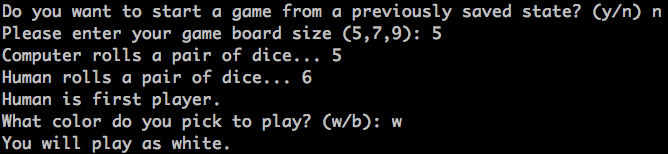 Do you want to start a game from a previously saved state? (y/n) n
Please enter your game board size (5,7,9): 5
Computer rolls a pair of dice... 5
Human rolls a pair of dice... 6
Human is first player.
What color do you pick to play? (w/b): w
You will play as white.